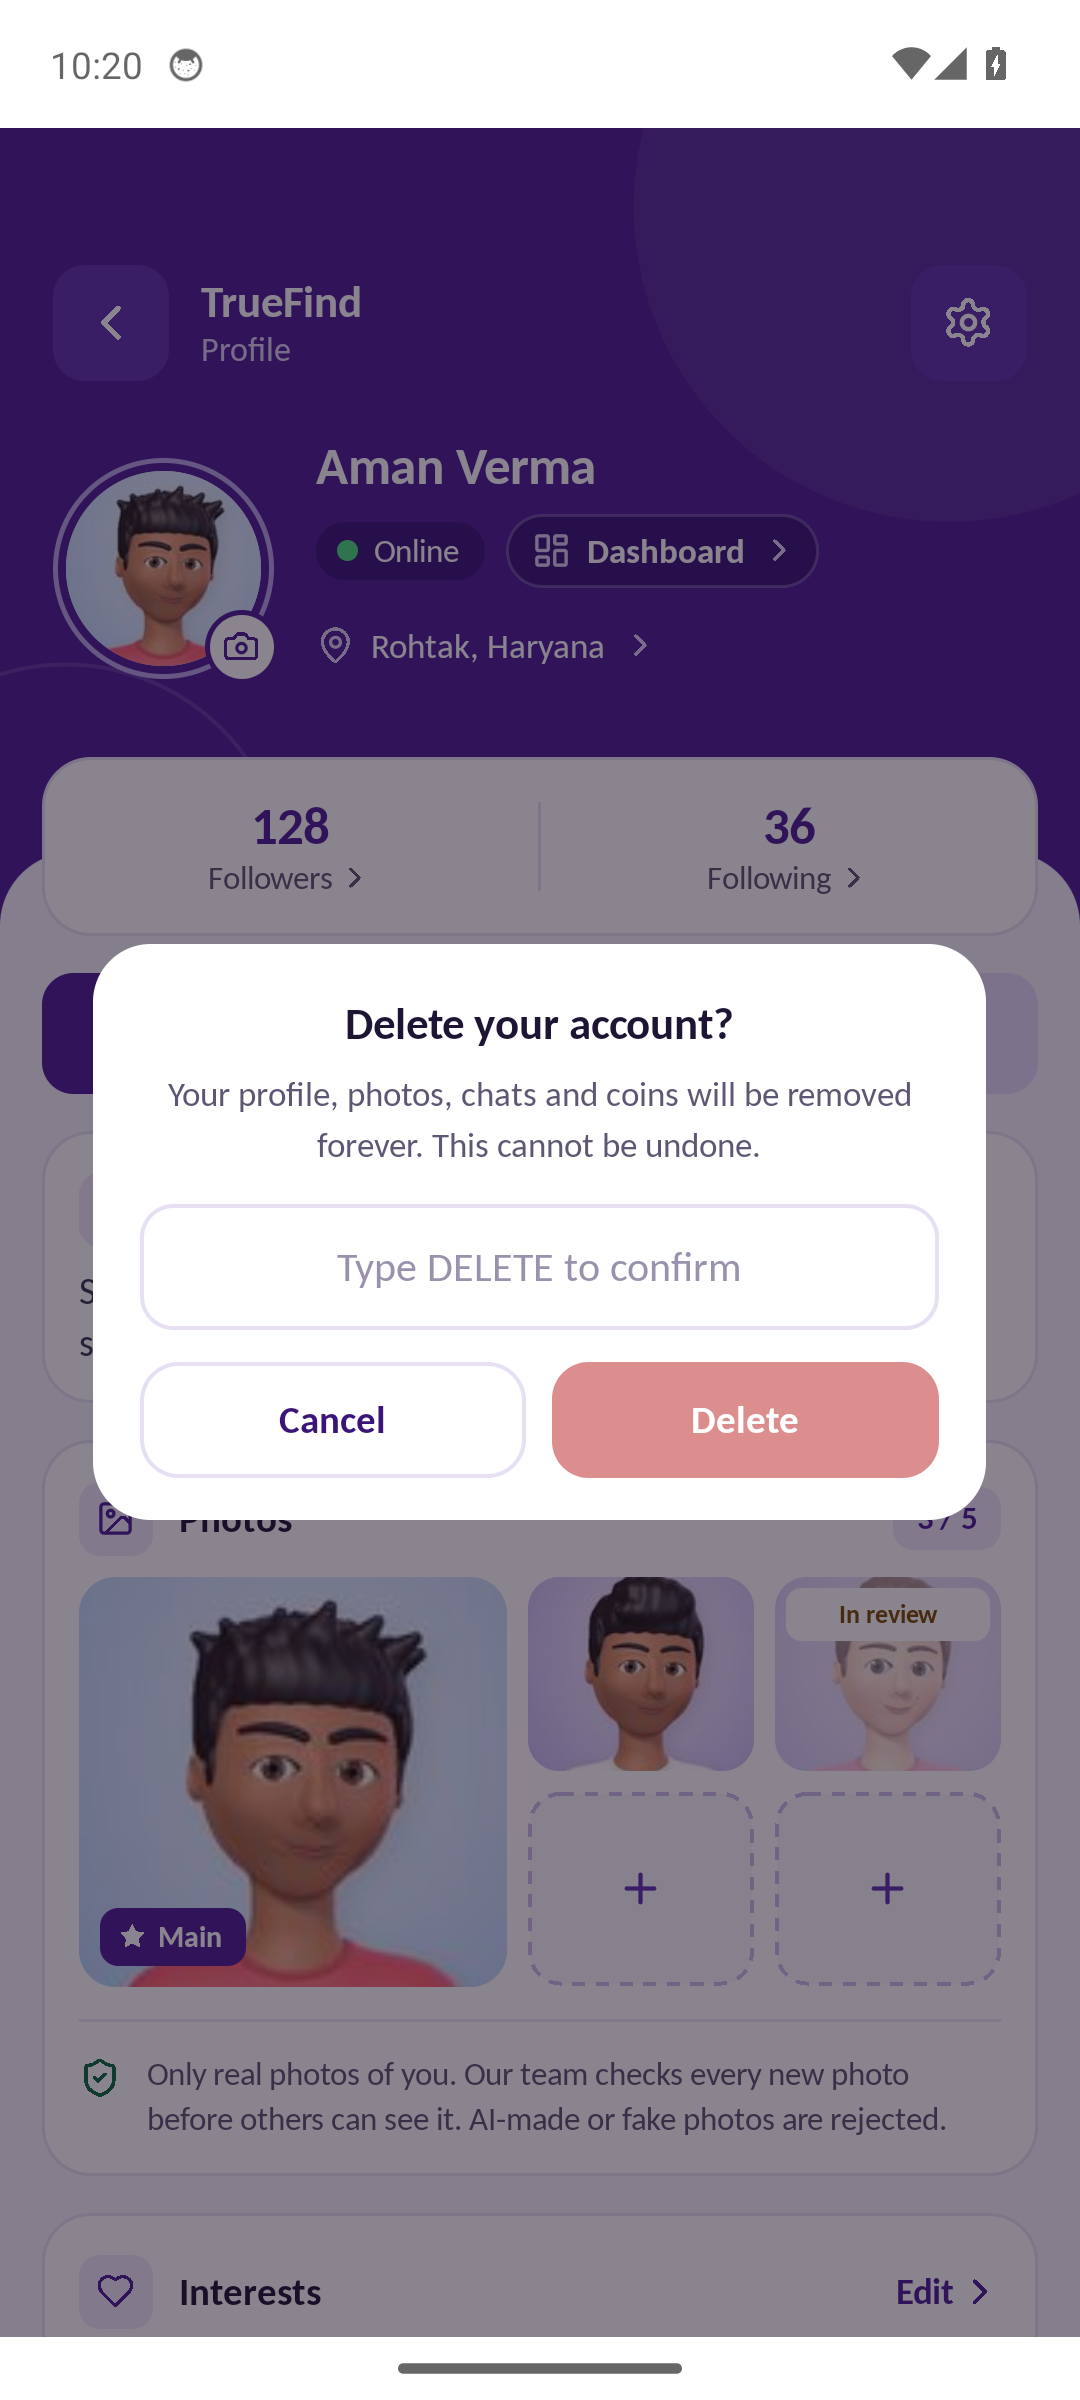 10:20
TrueFind
Profile
Aman Verma
Online
Dashboard
Rohtak, Haryana
128
36
Followers
Following
Delete your account?
Your profile, photos, chats and coins will be removed
forever. This cannot be undone.
Type DELETE to confirm
Cancel
Delete
Photos
3 / 5
In review
Main
Only real photos of you. Our team checks every new photo
before others can see it. AI-made or fake photos are rejected.
Interests
Edit